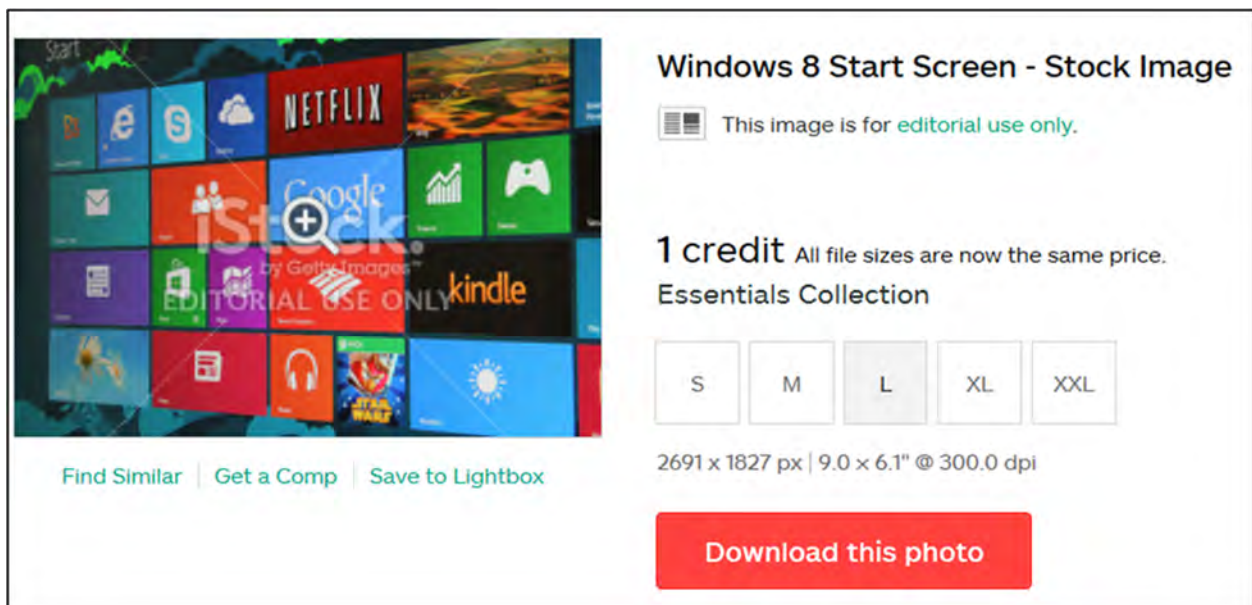 Start
NETFLIX
Google
iStock.
by Getty Images™
EDITORIAL USE ONLY
kindle
STAR
WARS
Find Similar | Get a Comp | Save to Lightbox
Windows 8 Start Screen - Stock Image
This image is for editorial use only.
1 credit All file sizes are now the same price.
Essentials Collection
S M L XL XXL
2691 x 1827 px | 9.0 x 6.1" @ 300.0 dpi
Download this photo